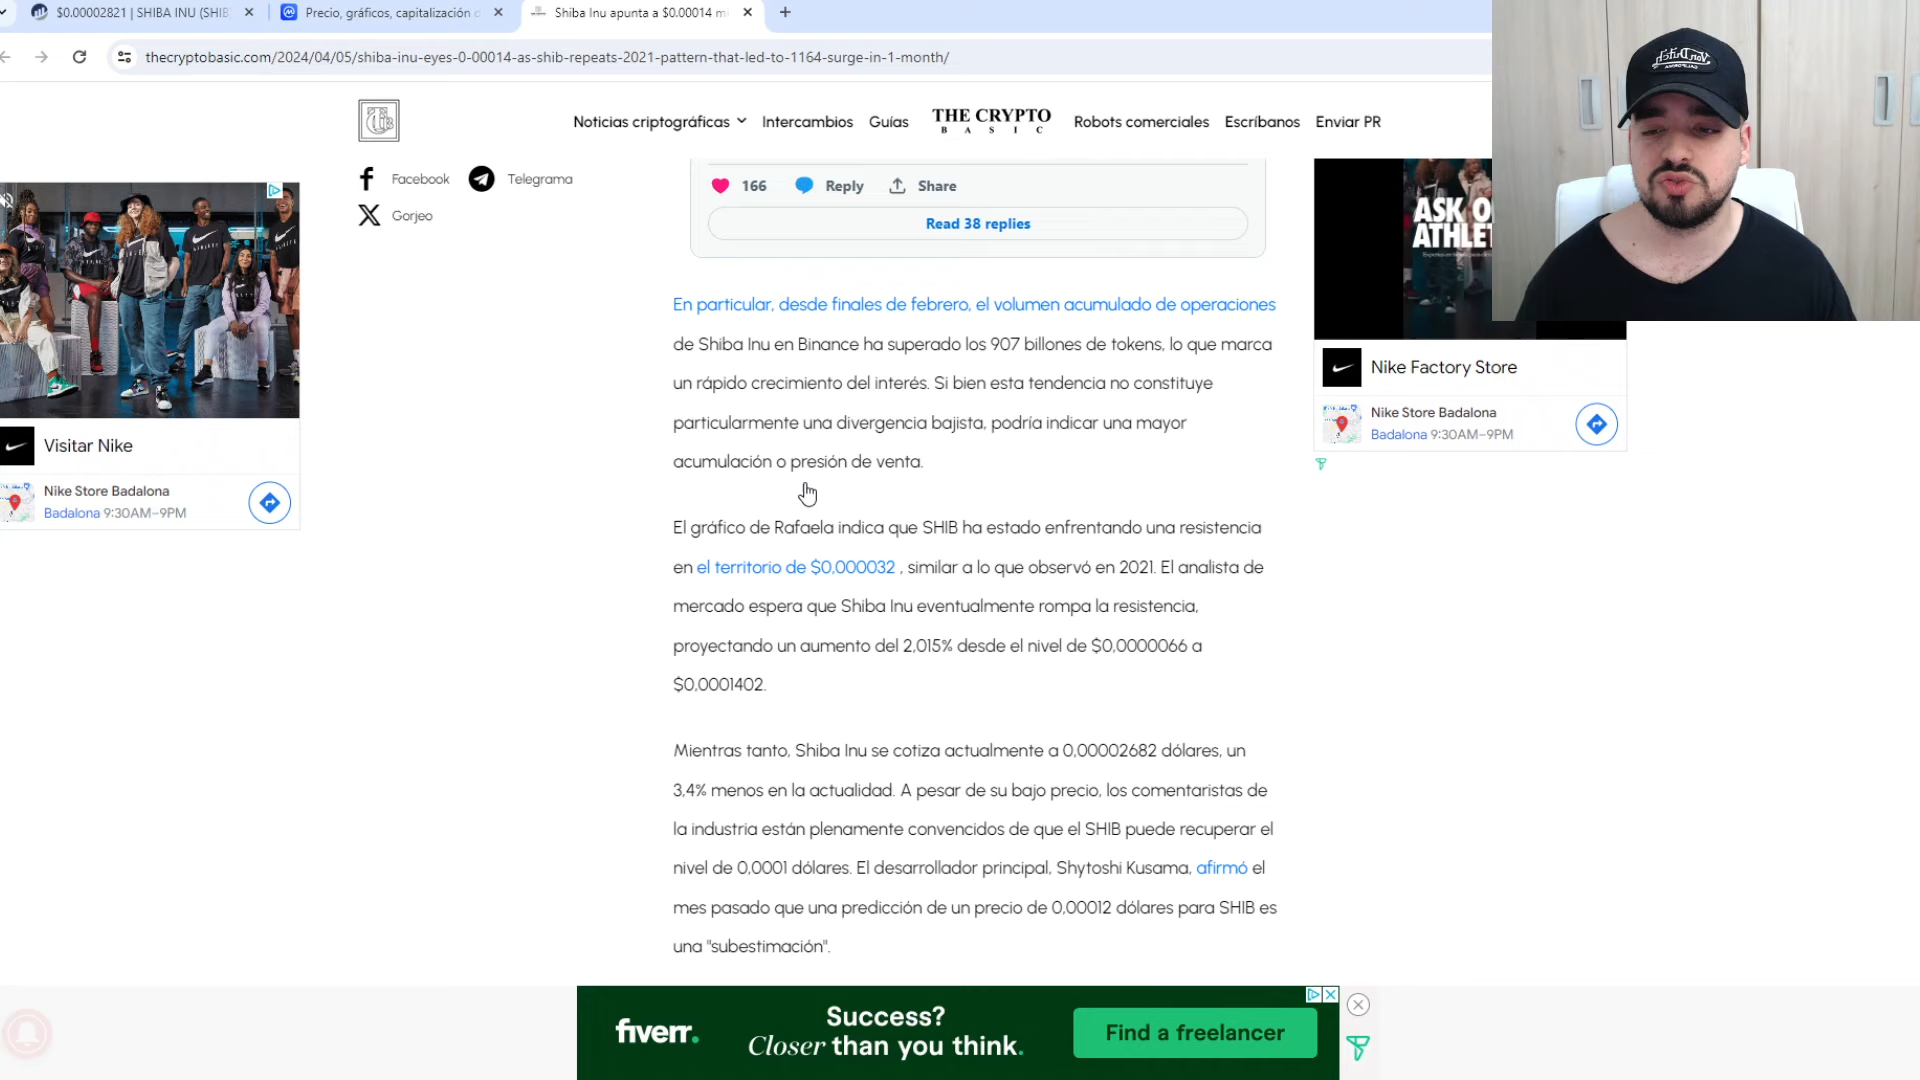 $0.00002821 | SHIBA INU (SHIB
Precio, gráficos, capitalización d
Shiba Inu apunta a $0.00014 m
thecryptobasic.com/2024/04/05/shiba-inu-eyes-0-00014-as-shib-repeats-2021-pattern-that-led-to-1164-surge-in-1-month/
Noticias criptográficas
Intercambios
Guías
THE CRYPTO
BASIC
Robots comerciales
Escríbanos
Enviar PR
Facebook
Telegrama
Gorjeo
166
Reply
Share
Read 38 replies
En particular, desde finales de febrero, el volumen acumulado de operaciones
de Shiba Inu en Binance ha superado los 907 billones de tokens, lo que marca
un rápido crecimiento del interés. Si bien esta tendencia no constituye
particularmente una divergencia bajista, podría indicar una mayor
acumulación o presión de venta.
El gráfico de Rafaela indica que SHIB ha estado enfrentando una resistencia
en el territorio de $0,000032 , similar a lo que observó en 2021. El analista de
mercado espera que Shiba Inu eventualmente rompa la resistencia,
proyectando un aumento del 2,015% desde el nivel de $0,0000066 a
$0,0001402.
Mientras tanto, Shiba Inu se cotiza actualmente a 0,00002682 dólares, un
3,4% menos en la actualidad. A pesar de su bajo precio, los comentaristas de
la industria están plenamente convencidos de que el SHIB puede recuperar el
nivel de 0,0001 dólares. El desarrollador principal, Shytoshi Kusama, afirmó el
mes pasado que una predicción de un precio de 0,00012 dólares para SHIB es
una "subestimación".
Visitar Nike
Nike Store Badalona
Badalona 9:30AM–9PM
ASK O
ATHLE
Nike Factory Store
Nike Store Badalona
Badalona 9:30AM–9PM
fiverr.
Success?
Closer than you think.
Find a freelancer